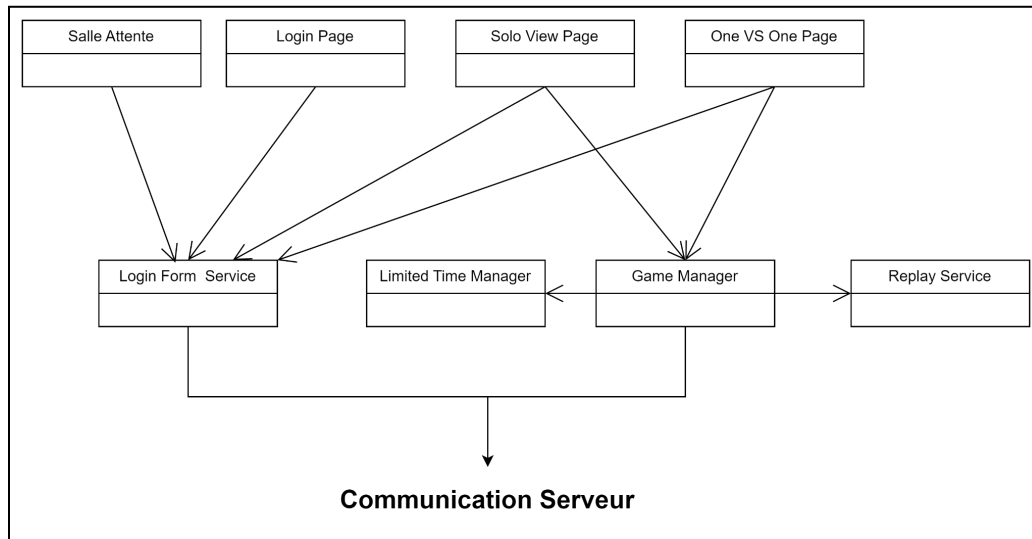 Salle Attente
Login Page
Solo View Page
One VS One Page
Login Form  Service
Limited Time Manager
Game Manager
Replay Service
Communication Serveur